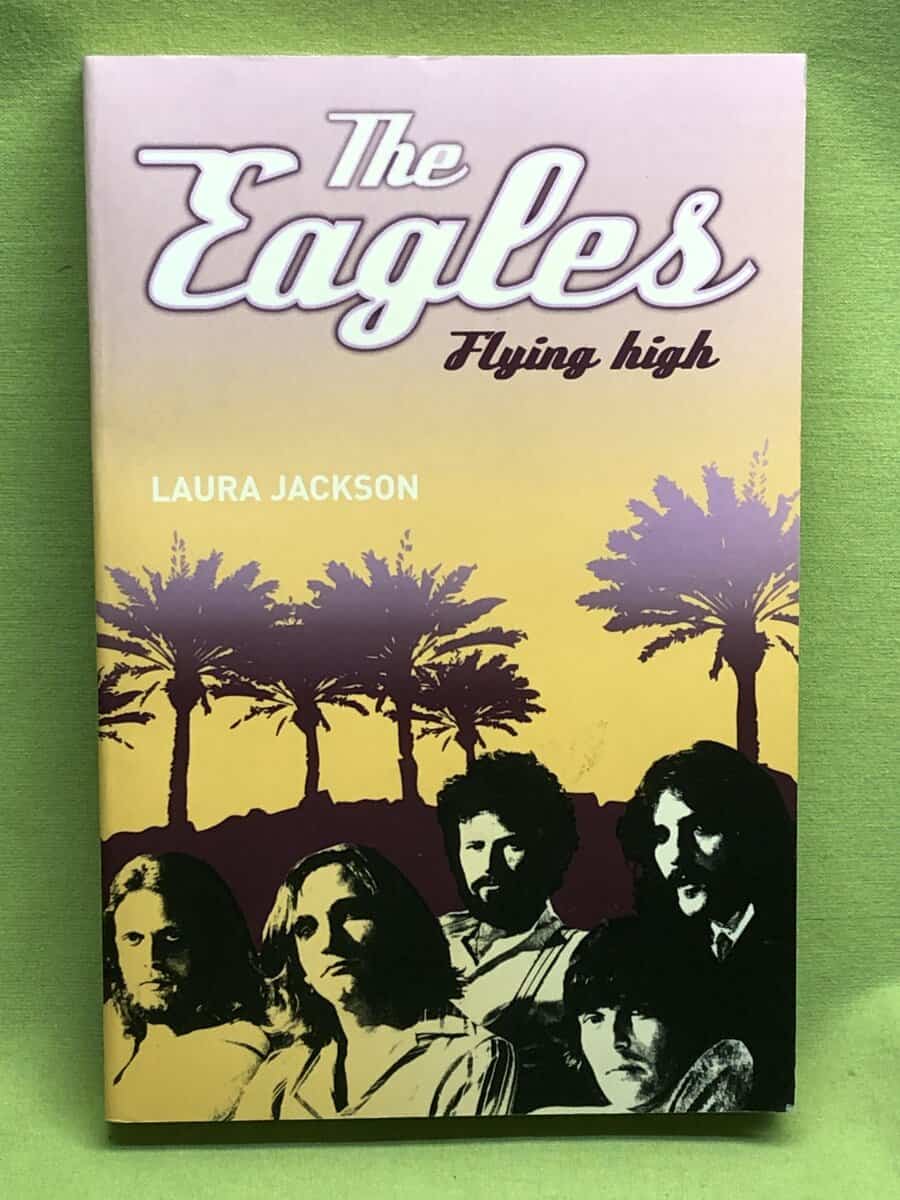 The
Eagles
Flying high
LAURA JACKSON